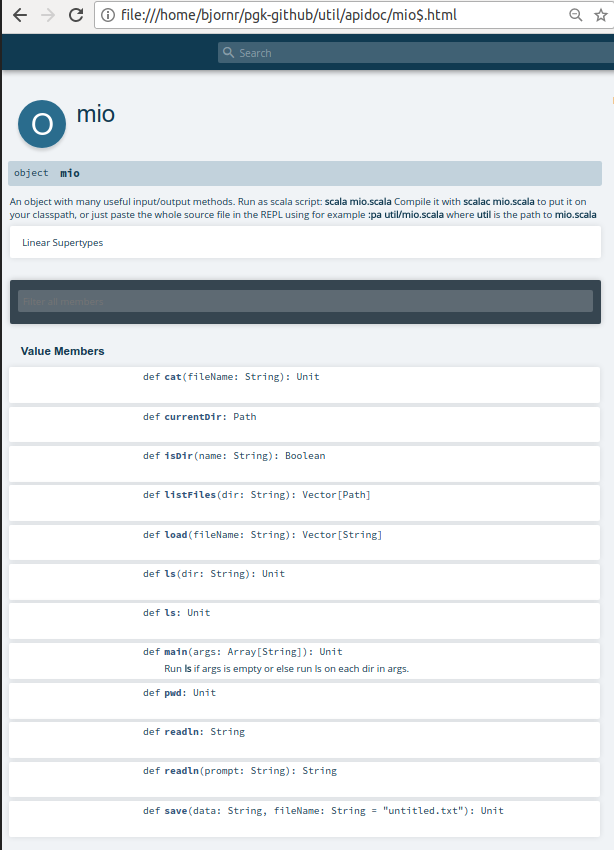 file:///home/bjornr/pgk-github/util/apidoc/mio$.html
Search
O
mio
object mio
An object with many useful input/output methods. Run as scala script: scala mio.scala Compile it with scalac mio.scala to put it on
your classpath, or just paste the whole source file in the REPL using for example :pa util/mio.scala where util is the path to mio.scala
Linear Supertypes
Filter all members
Value Members
def cat(fileName: String): Unit
def currentDir: Path
def isDir(name: String): Boolean
def listFiles(dir: String): Vector[Path]
def load(fileName: String): Vector[String]
def ls(dir: String): Unit
def ls: Unit
def main(args: Array[String]): Unit
Run ls if args is empty or else run ls on each dir in args.
def pwd: Unit
def readln: String
def readln(prompt: String): String
def save(data: String, fileName: String = "untitled.txt"): Unit